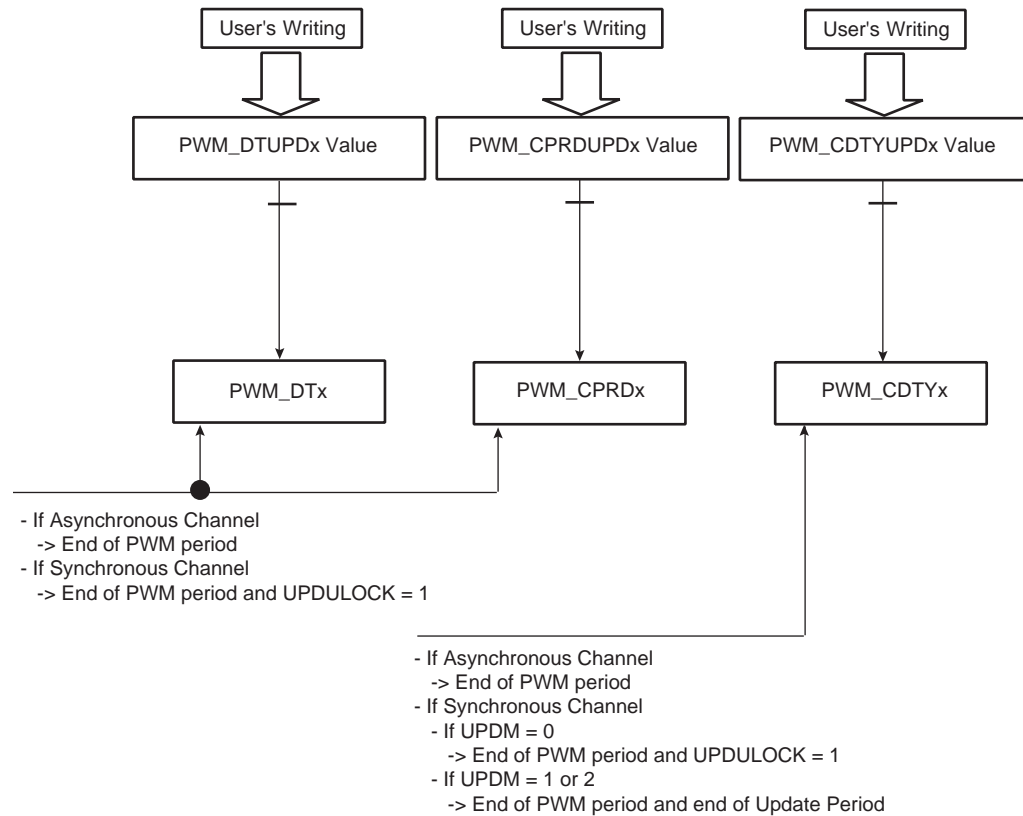 User's Writing
User's Writing
User's Writing
PWM_DTUPDx Value
PWM_CPRDUPDx Value
PWM_CDTYUPDx Value
PWM_DTx
PWM_CPRDx
PWM_CDTYx
- If Asynchronous Channel
-> End of PWM period
- If Synchronous Channel
-> End of PWM period and UPDULOCK = 1
- If Asynchronous Channel
-> End of PWM period
- If Synchronous Channel
- If UPDM = 0
-> End of PWM period and UPDULOCK = 1
- If UPDM = 1 or 2
-> End of PWM period and end of Update Period